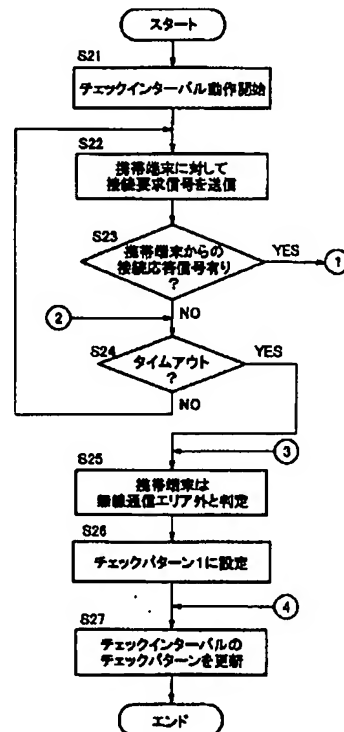 スタート
S21
チェックインターバル動作開始
S22
携帯端末に対して
接続要求信号を送信
S23
携帯端末からの
接続応答信号有り
?
YES
1
NO
2
S24
タイムアウト
?
YES
NO
3
S25
携帯端末は
無線通信エリア外と判定
S26
チェックパターン1に設定
4
S27
チェックインターバルの
チェックパターンを更新
エンド